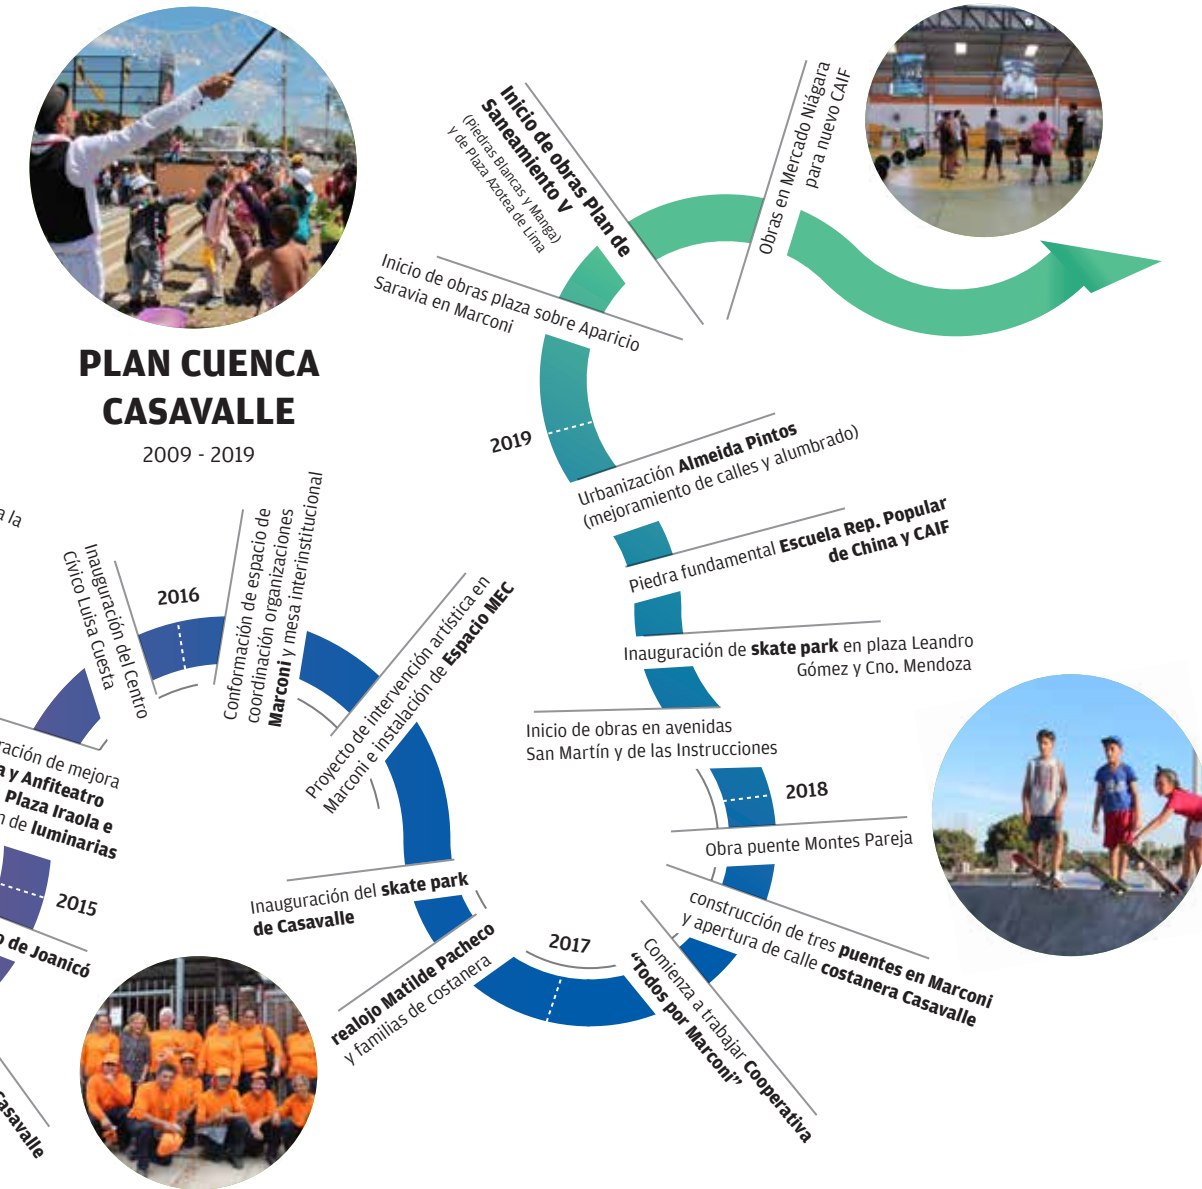 PLAN CUENCA
CASAVALLE
2009 - 2019
a la
Inauguración del Centro
Cívico Luisa Cuesta
2016
Conformación de espacio de
coordinación organizaciones
Marconi y mesa interinstitucional
Proyecto de intervención artística en
Marconi e instalación de Espacio MEC
ración de mejora
a y Anfiteatro
Plaza Iraola e
n de luminarias
2015
o de Joanicó
Casavalle
Inauguración del skate park
de Casavalle
realojo Matilde Pacheco
y familias de costanera
2017
Comienza a trabajar Cooperativa
“Todos por Marconi”
construcción de tres puentes en Marconi
y apertura de calle costanera Casavalle
Obra puente Montes Pareja
2018
Inicio de obras en avenidas
San Martín y de las Instrucciones
Inauguración de skate park en plaza Leandro
Gómez y Cno. Mendoza
Piedra fundamental Escuela Rep. Popular
de China y CAIF
Urbanización Almeida Pintos
(mejoramiento de calles y alumbrado)
2019
Inicio de obras plaza sobre Aparicio
Saravia en Marconi
Inicio de obras Plan de
Saneamiento V
(Piedras Blancas y Manga)
y de Plaza Azotea de Lima
Obras en Mercado Niágara
para nuevo CAIF